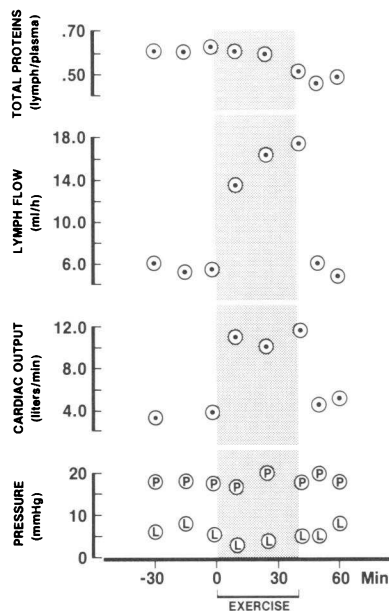 TOTAL PROTEINS
(lymph/plasma)
.70
.50
LYMPH FLOW
(ml/h)
18.0
14.0
10.0
6.0
CARDIAC OUTPUT
(liters/min)
12.0
8.0
4.0
PRESSURE
(mmHg)
20
10
0
P P P P P P P P
L L L L L L L L
-30 0 30 60 Min
EXERCISE